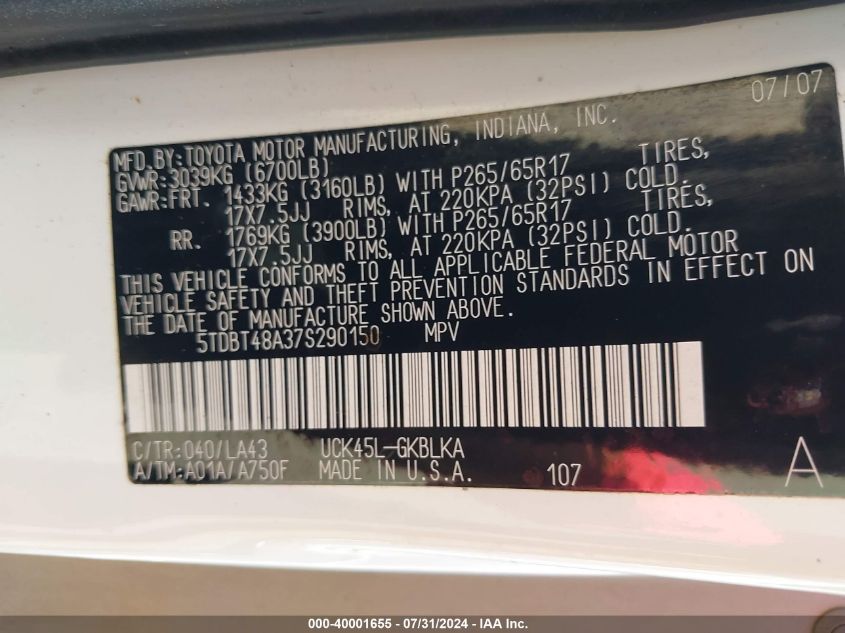 07/07
MFD.BY:TOYOTA MOTOR MANUFACTURING, INDIANA, INC.
GVWR:3039KG (6700LB)
GAWR:FRT. 1433KG (3160LB) WITH P265/65R17 TIRES,
17X7.5JJ RIMS, AT 220KPA (32PSI) COLD.
RR. 1769KG (3900LB) WITH P265/65R17 TIRES,
17X7.5JJ RIMS, AT 220KPA (32PSI) COLD.
THIS VEHICLE CONFORMS TO ALL APPLICABLE FEDERAL MOTOR
VEHICLE SAFETY AND THEFT PREVENTION STANDARDS IN EFFECT ON
THE DATE OF MANUFACTURE SHOWN ABOVE.
5TDBT48A37S290150 MPV
C/TR:040/LA43 UCK45L-GKBLKA
A/TM:A01A/A750F MADE IN U.S.A. 107 A
000-40001655 - 07/31/2024 - IAA Inc.